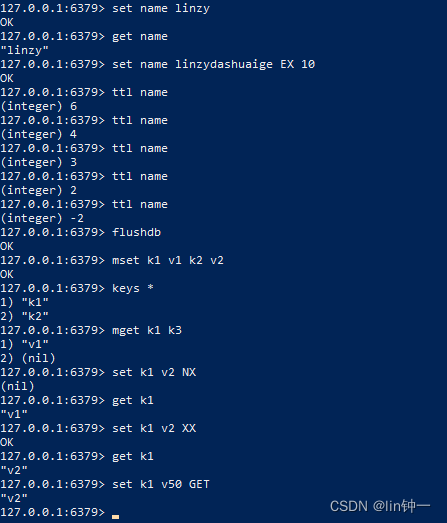 127.0.0.1:6379> set name linzy
OK
127.0.0.1:6379> get name
"linzy"
127.0.0.1:6379> set name linzydashuaige EX 10
OK
127.0.0.1:6379> ttl name
(integer) 6
127.0.0.1:6379> ttl name
(integer) 4
127.0.0.1:6379> ttl name
(integer) 3
127.0.0.1:6379> ttl name
(integer) 2
127.0.0.1:6379> ttl name
(integer) -2
127.0.0.1:6379> flushdb
OK
127.0.0.1:6379> mset k1 v1 k2 v2
OK
127.0.0.1:6379> keys *
1) "k1"
2) "k2"
127.0.0.1:6379> mget k1 k3
1) "v1"
2) (nil)
127.0.0.1:6379> set k1 v2 NX
(nil)
127.0.0.1:6379> get k1
"v1"
127.0.0.1:6379> set k1 v2 XX
OK
127.0.0.1:6379> get k1
"v2"
127.0.0.1:6379> set k1 v50 GET
"v2"
127.0.0.1:6379>
CSDN @lin钟一